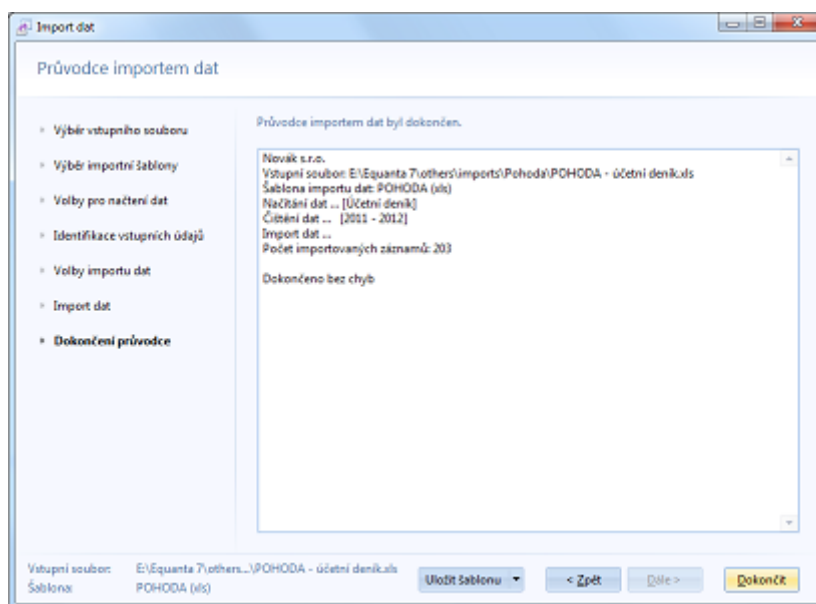 Import dat
Průvodce importem dat
Výběr vstupního souboru
Výběr importní šablony
Volby pro načtení dat
Identifikace vstupních údajů
Volby importu dat
Import dat
Dokončení průvodce
Průvodce importem dat byl dokončen.
Novák s.r.o.
Vstupní soubor: E:\Equanta 7\others\imports\Pohoda\POHODA - účetní deník.xls
Šablona importu dat: POHODA (xls)
Načítání dat ... [Účetní deník]
Čištění dat ... [2011 - 2012]
Import dat ...
Počet importovaných záznamů: 203
Dokončeno bez chyb
Vstupní soubor: E:\Equanta 7\others...\POHODA - účetní deník.xls
Šablona: POHODA (xls)
Uložit šablonu
< Zpět
Dále >
Dokončit